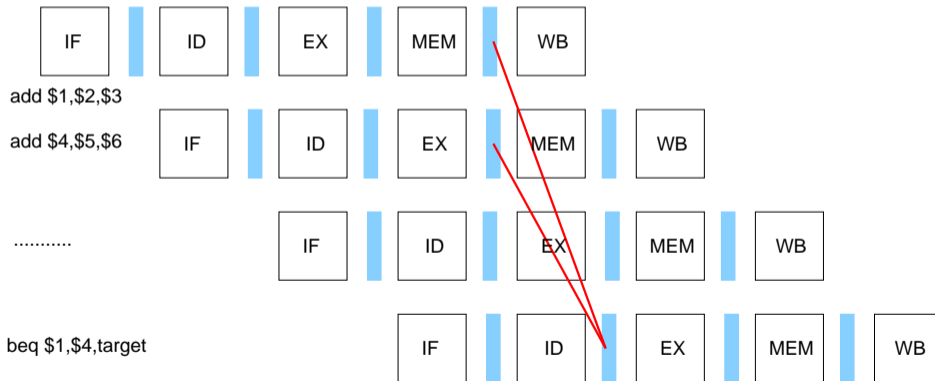 IF ID EX MEM WB
add $1,$2,$3
add $4,$5,$6 IF ID EX MEM WB
........... IF ID EX MEM WB
beq $1,$4,target IF ID EX MEM WB